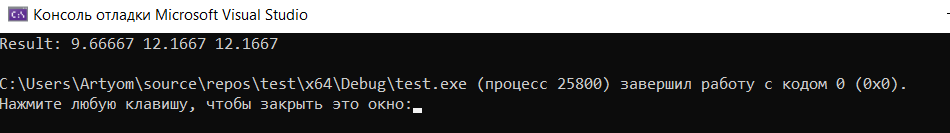 Консоль отладки Microsoft Visual Studio
Result: 9.66667 12.1667 12.1667
C:\Users\Artyom\source\repos\test\x64\Debug\test.exe (процесс 25800) завершил работу с кодом 0 (0x0).
Нажмите любую клавишу, чтобы закрыть это окно: